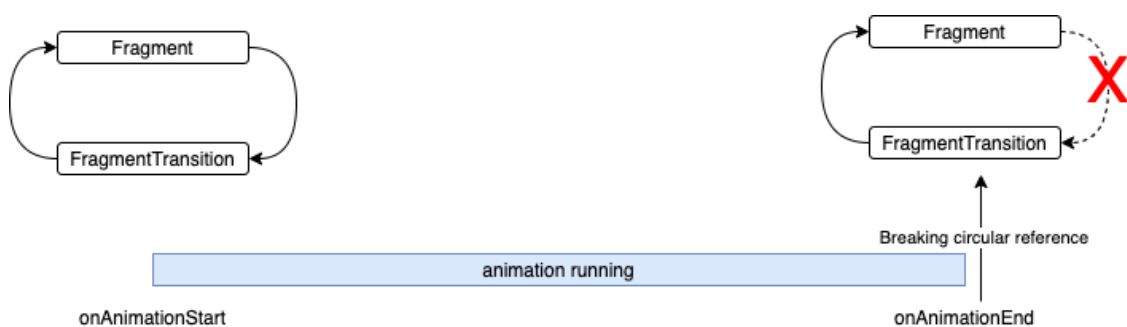 Fragment
FragmentTransition
Fragment
X
FragmentTransition
Breaking circular reference
animation running
onAnimationStart
onAnimationEnd